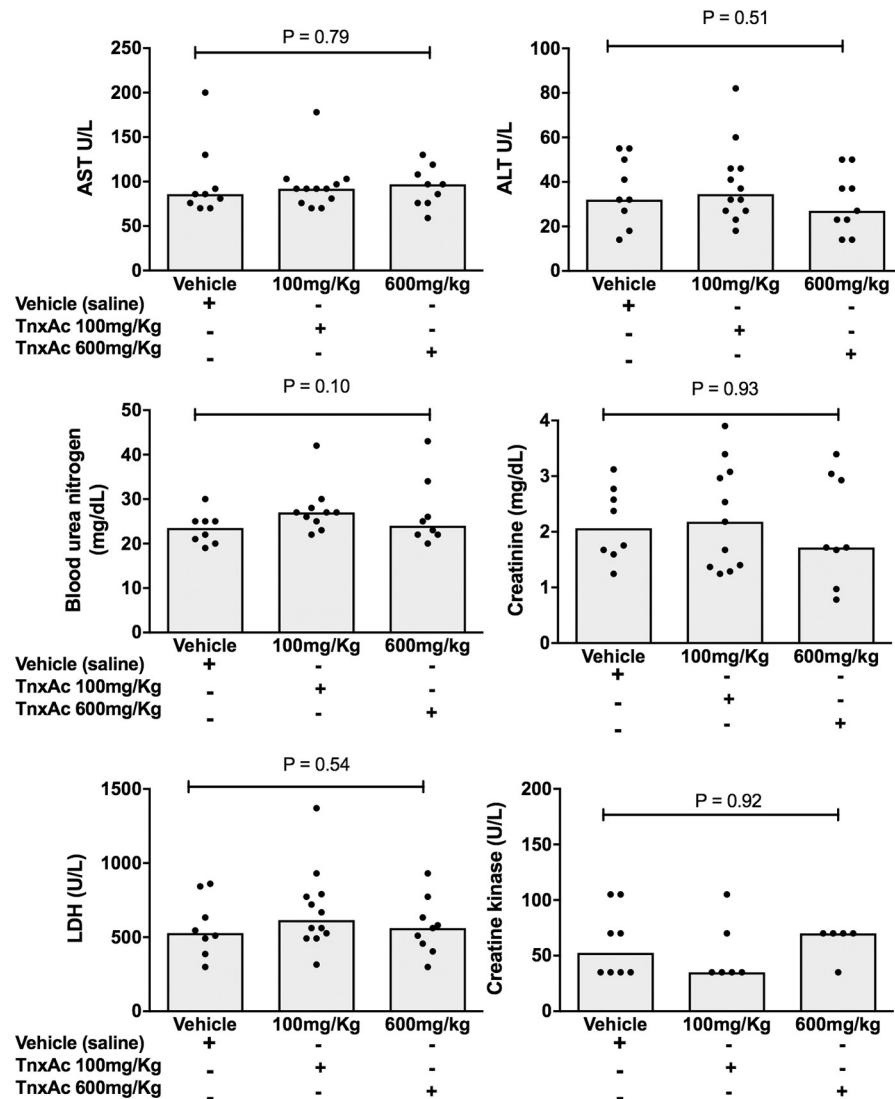 P = 0.79
AST U/L
250
200
150
100
50
0
Vehicle 100mg/Kg 600mg/kg
Vehicle (saline) + - -
TnxAc 100mg/Kg - + -
TnxAc 600mg/Kg - - +
P = 0.51
ALT U/L
100
80
60
40
20
0
Vehicle 100mg/Kg 600mg/kg
+ - -
- + -
- - +
P = 0.10
Blood urea nitrogen
(mg/dL)
50
40
30
20
10
0
Vehicle 100mg/Kg 600mg/kg
Vehicle (saline) + - -
TnxAc 100mg/Kg - + -
TnxAc 600mg/Kg - - +
P = 0.93
Creatinine (mg/dL)
4
3
2
1
0
Vehicle 100mg/Kg 600mg/kg
+ - -
- + -
- - +
P = 0.54
LDH (U/L)
1500
1000
500
0
Vehicle 100mg/Kg 600mg/kg
Vehicle (saline) + - -
TnxAc 100mg/Kg - + -
TnxAc 600mg/Kg - - +
P = 0.92
Creatine kinase (U/L)
200
150
100
50
0
Vehicle 100mg/Kg 600mg/kg
+ - -
- + -
- - +